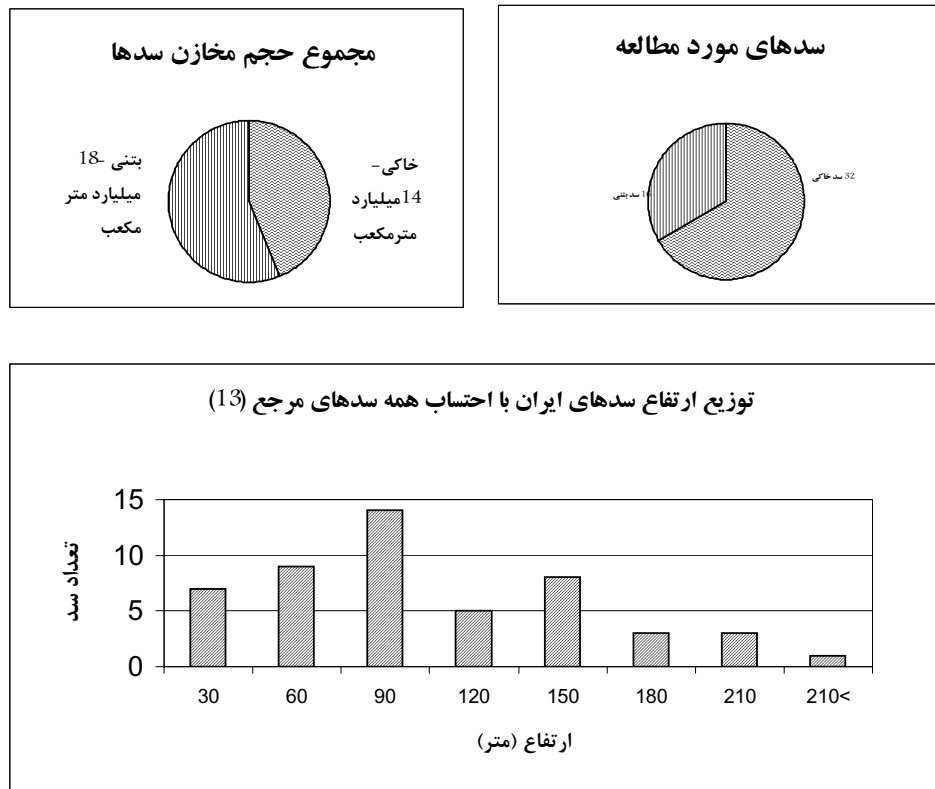 سدهای مورد مطالعه
32 سد خاکی
16 سد بتنی
مجموع حجم مخازن سدها
خاکی-
14میلیارد
مترمکعب
بتنی -18
میلیارد متر
مکعب
توزیع ارتفاع سدهای ایران با احتساب همه سدهای مرجع (13)
تعداد سد
15
10
5
0
30 60 90 120 150 180 210 210<
ارتفاع (متر)